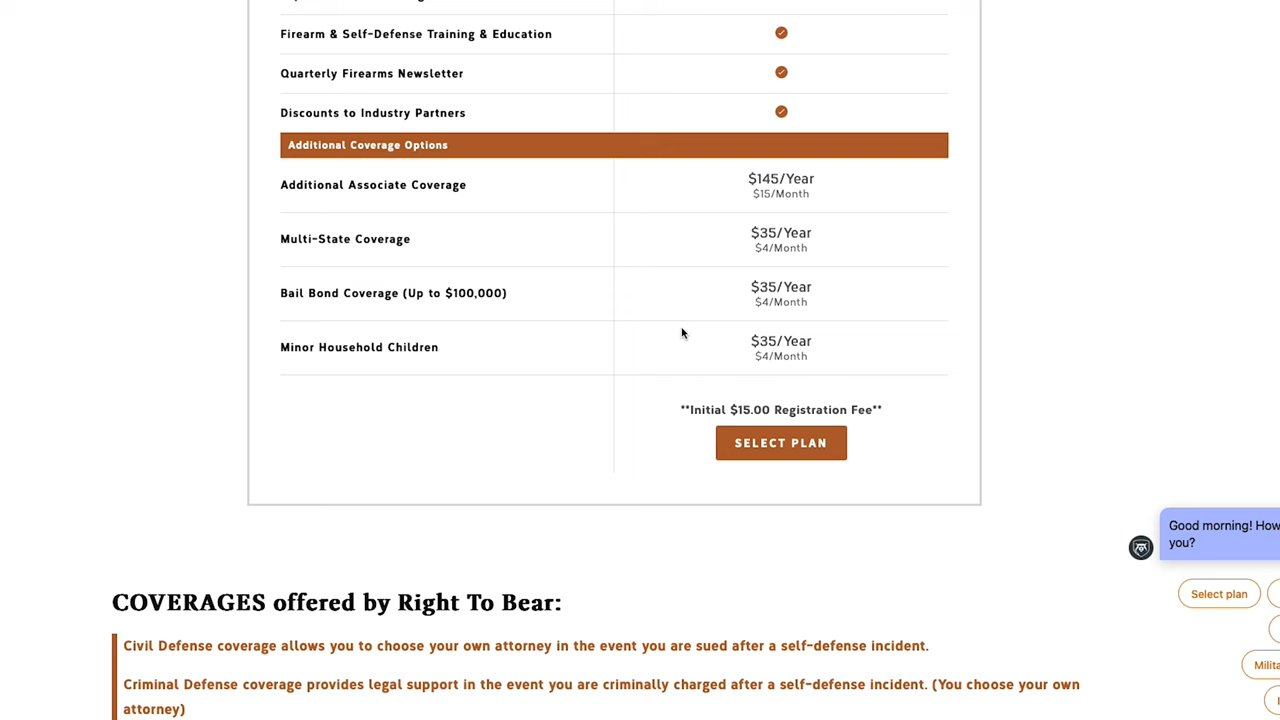 Firearm & Self-Defense Training & Education
Quarterly Firearms Newsletter
Discounts to Industry Partners
Additional Coverage Options
Additional Associate Coverage
$145/Year
$15/Month
Multi-State Coverage
$35/Year
$4/Month
Bail Bond Coverage (Up to $100,000)
$35/Year
$4/Month
Minor Household Children
$35/Year
$4/Month
**Initial $15.00 Registration Fee**
SELECT PLAN
Good morning! How
you?
Select plan
COVERAGES offered by Right To Bear:
Civil Defense coverage allows you to choose your own attorney in the event you are sued after a self-defense incident.
Milita
Criminal Defense coverage provides legal support in the event you are criminally charged after a self-defense incident. (You choose your own
attorney)